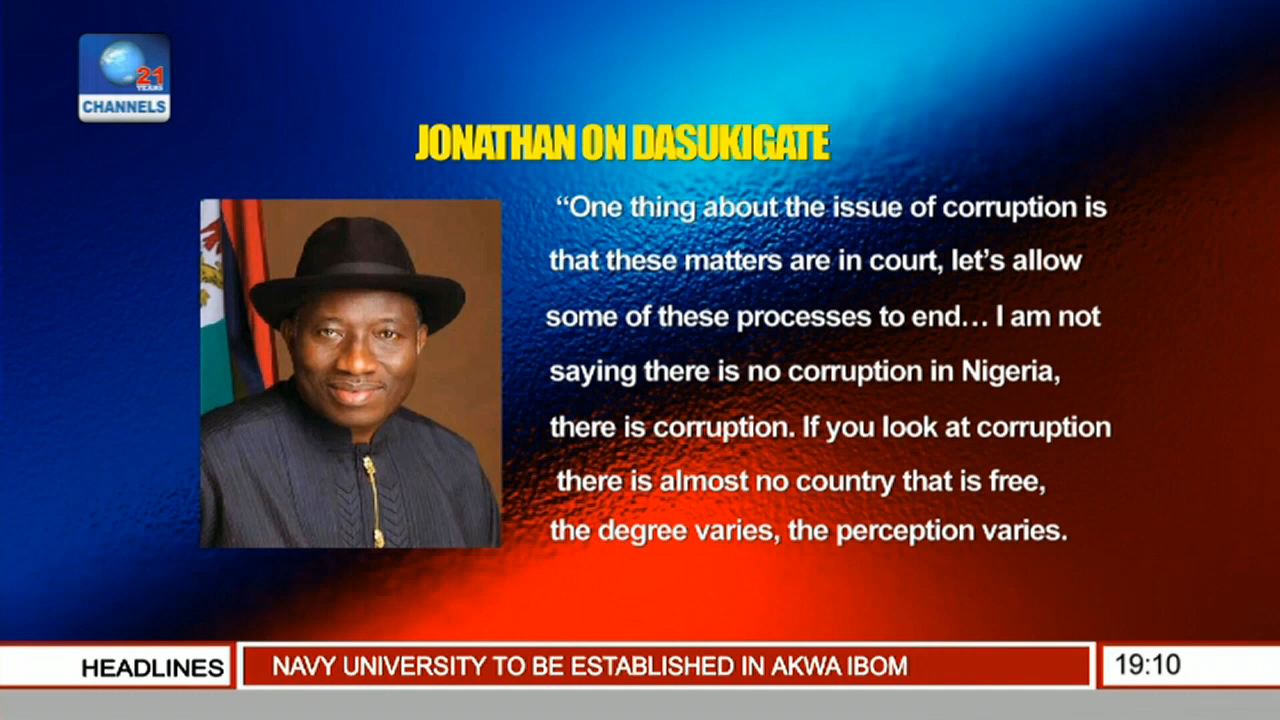 21
YEARS
CHANNELS
JONATHAN ON DASUKIGATE
“One thing about the issue of corruption is
that these matters are in court, let’s allow
some of these processes to end… I am not
saying there is no corruption in Nigeria,
there is corruption. If you look at corruption
there is almost no country that is free,
the degree varies, the perception varies.
HEADLINES
NAVY UNIVERSITY TO BE ESTABLISHED IN AKWA IBOM
19:10